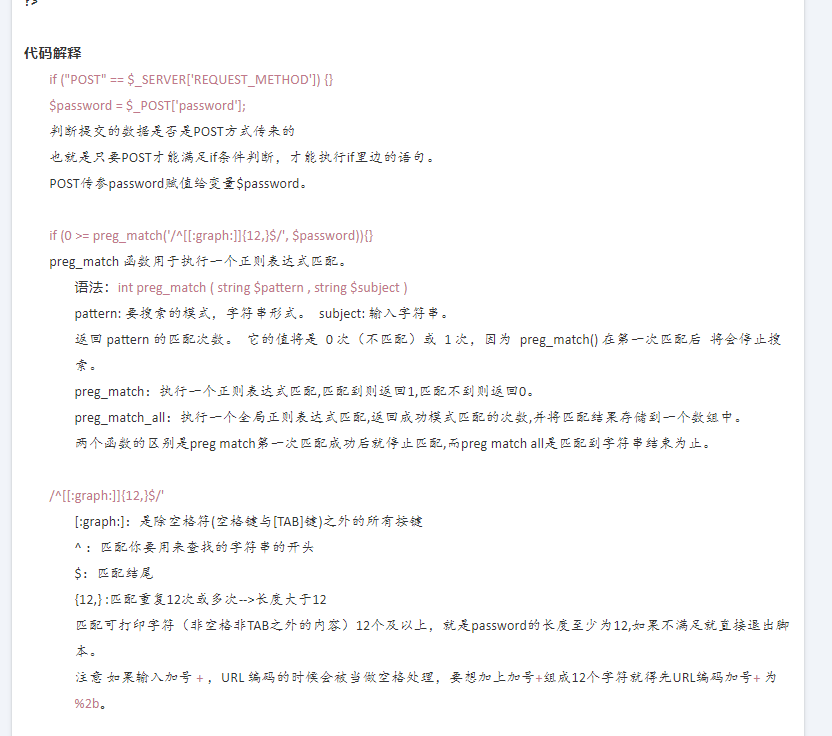 ?>
代码解释
if ("POST" == $_SERVER['REQUEST_METHOD']) {}
$password = $_POST['password'];
判断提交的数据是否是POST方式传来的
也就是只要POST才能满足if条件判断，才能执行if里边的语句。
POST传参password赋值给变量$password。
if (0 >= preg_match('/^[[:graph:]]{12,}$/', $password)){}
preg_match 函数用于执行一个正则表达式匹配。
语法：int preg_match ( string $pattern , string $subject )
pattern: 要搜索的模式，字符串形式。 subject: 输入字符串。
返回 pattern 的匹配次数。 它的值将是 0 次（不匹配）或 1 次，因为 preg_match() 在第一次匹配后 将会停止搜
索。
preg_match：执行一个正则表达式匹配,匹配到则返回1,匹配不到则返回0。
preg_match_all：执行一个全局正则表达式匹配,返回成功模式匹配的次数,并将匹配结果存储到一个数组中。
两个函数的区别是preg match第一次匹配成功后就停止匹配,而preg match all是匹配到字符串结束为止。
/^[[:graph:]]{12,}$/'
[:graph:]：是除空格符(空格键与[TAB]键)之外的所有按键
^ ：匹配你要用来查找的字符串的开头
$：匹配结尾
{12,} :匹配重复12次或多次-->长度大于12
匹配可打印字符（非空格非TAB之外的内容）12个及以上，就是password的长度至少为12,如果不满足就直接退出脚
本。
注意 如果输入加号 + ，URL 编码的时候会被当做空格处理，要想加上加号+组成12个字符就得先URL编码加号+ 为
%2b。